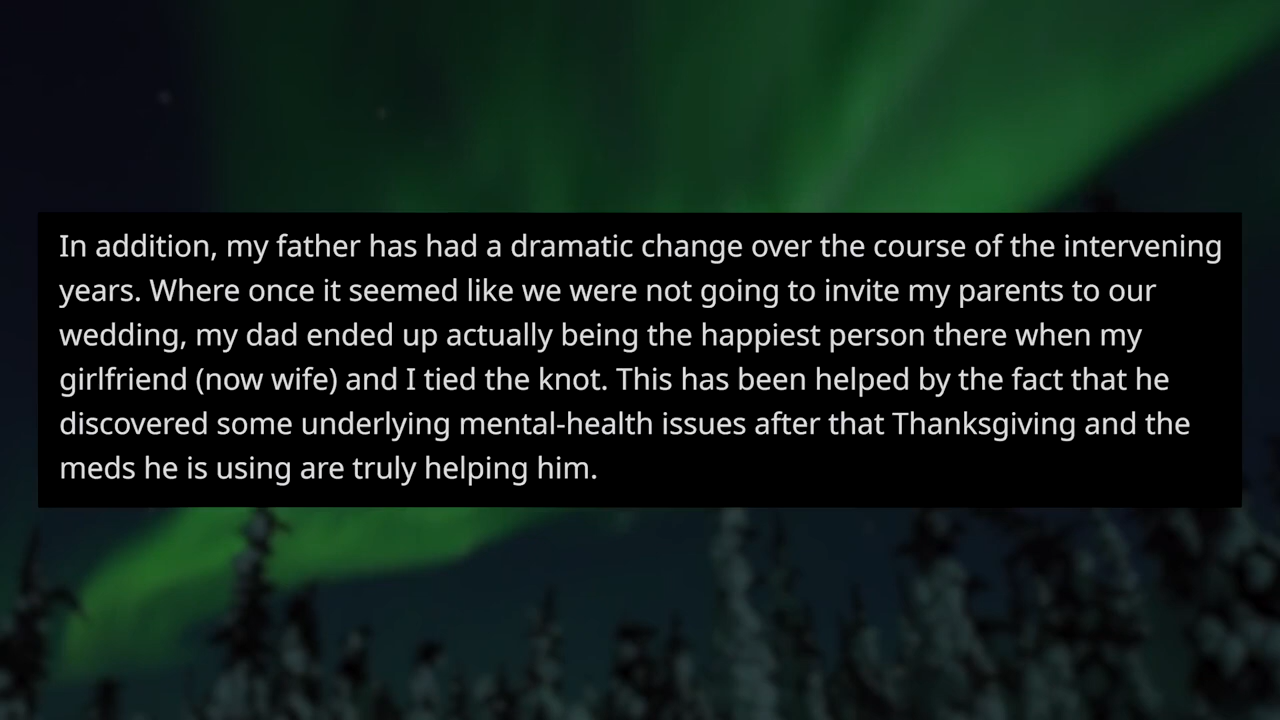 In addition, my father has had a dramatic change over the course of the intervening
years. Where once it seemed like we were not going to invite my parents to our
wedding, my dad ended up actually being the happiest person there when my
girlfriend (now wife) and I tied the knot. This has been helped by the fact that he
discovered some underlying mental-health issues after that Thanksgiving and the
meds he is using are truly helping him.